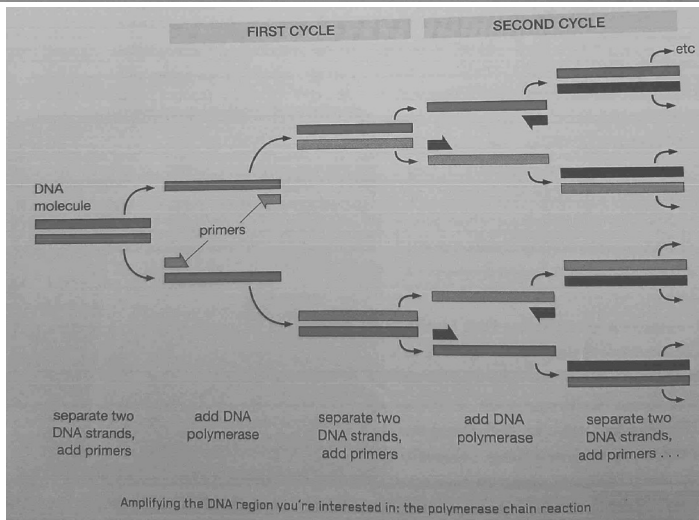 FIRST CYCLE
SECOND CYCLE
etc
DNA
molecule
primers
separate two
DNA strands,
add primers
add DNA
polymerase
separate two
DNA strands,
add primers
add DNA
polymerase
separate two
DNA strands,
add primers . . .
Amplifying the DNA region you're interested in: the polymerase chain reaction